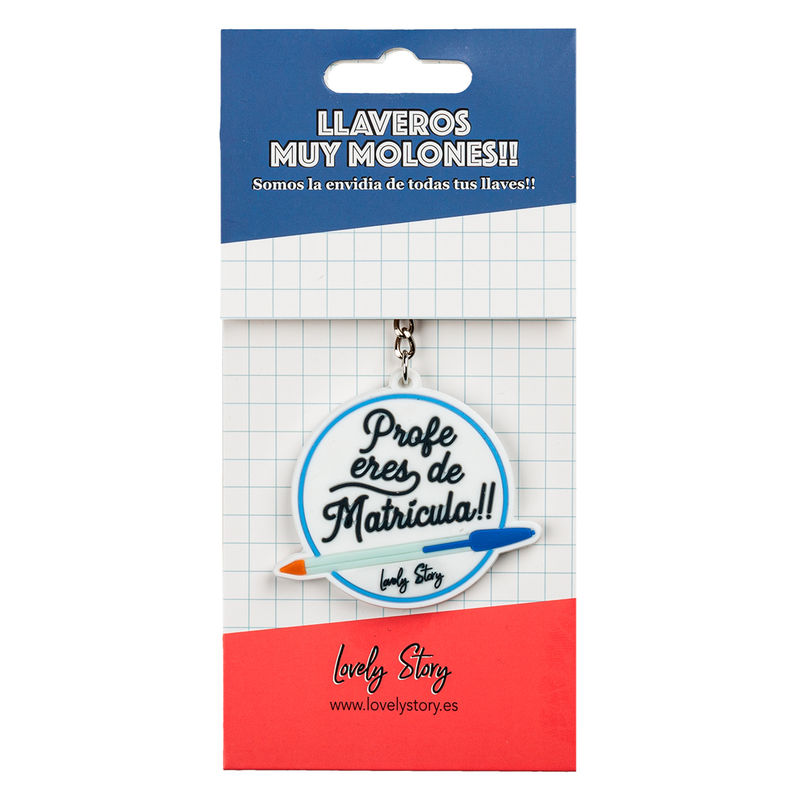 LLAVEROS
MUY MOLONES!!
Somos la envidia de todas tus llaves!!
Profe
eres de
Matrícula!!
Lovely Story
Lovely Story
www.lovelystory.es